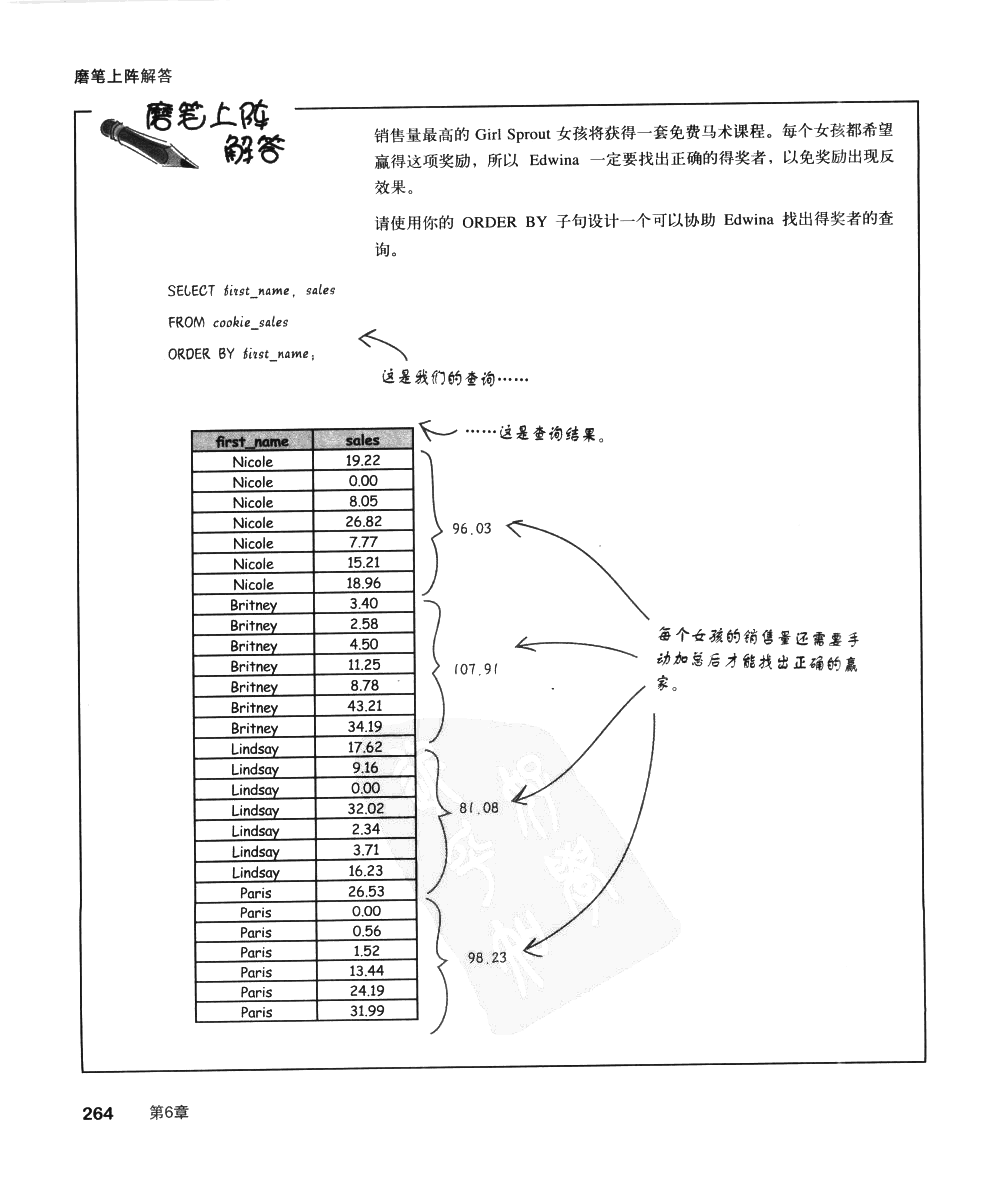 磨笔上阵解答
磨笔上阵
解答
销售量最高的 Girl Sprout 女孩将获得一套免费马术课程。每个女孩都希望
赢得这项奖励，所以 Edwina 一定要找出正确的得奖者，以免奖励出现反
效果。
请使用你的 ORDER BY 子句设计一个可以协助 Edwina 找出得奖者的查
询。
SELECT first_name, sales
FROM cookie_sales
ORDER BY first_name;
这是我们的查询……
……这是查询结果。
first_name sales
Nicole 19.22
Nicole 0.00
Nicole 8.05
Nicole 26.82
Nicole 7.77
Nicole 15.21
Nicole 18.96
96.03
Britney 3.40
Britney 2.58
Britney 4.50
Britney 11.25
Britney 8.78
Britney 43.21
Britney 34.19
107.91
Lindsay 17.62
Lindsay 9.16
Lindsay 0.00
Lindsay 32.02
Lindsay 2.34
Lindsay 3.71
Lindsay 16.23
81.08
Paris 26.53
Paris 0.00
Paris 0.56
Paris 1.52
Paris 13.44
Paris 24.19
Paris 31.99
98.23
每个女孩的销售量还需要手
动加总后才能找出正确的赢
家。
264 第6章